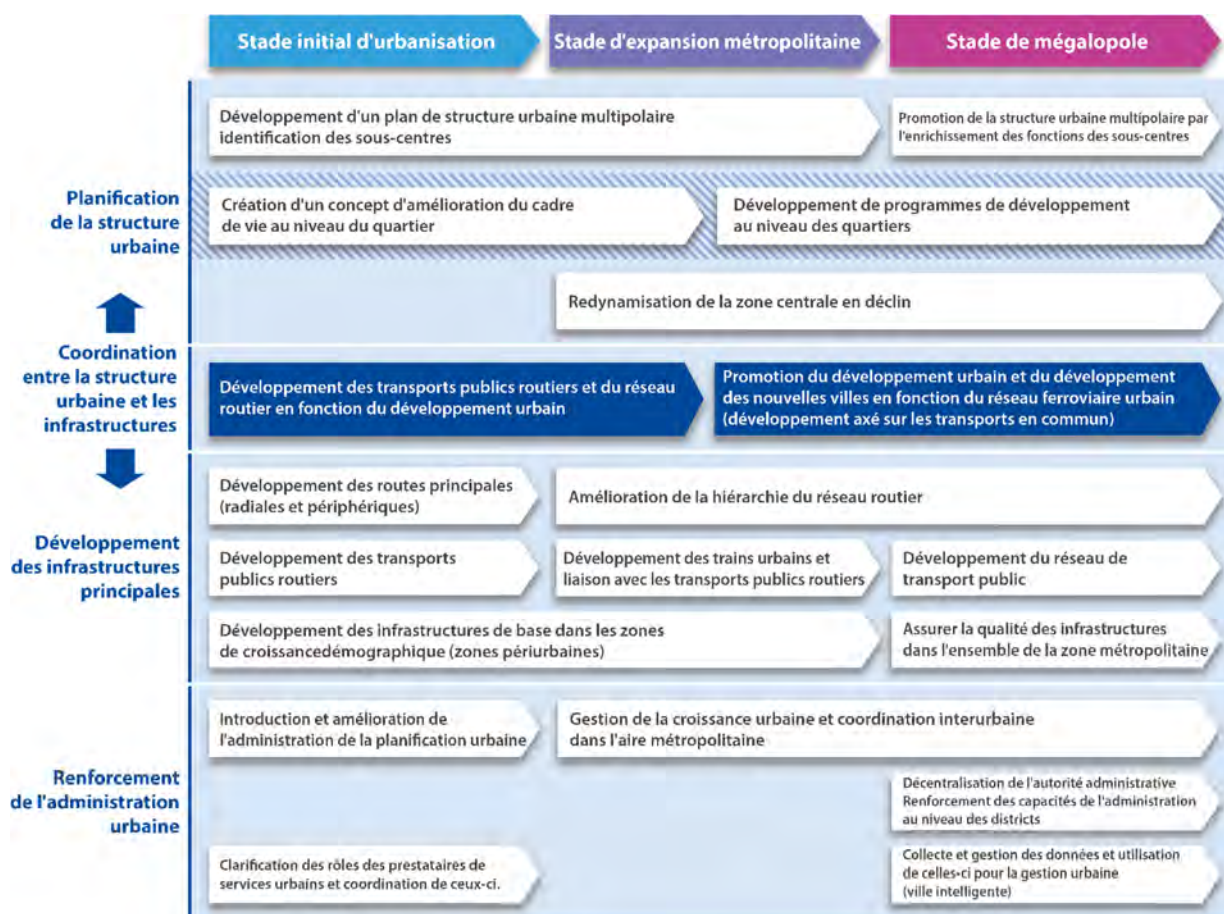 Stade initial d'urbanisation
Stade d'expansion métropolitaine
Stade de mégalopole
Planification
de la structure
urbaine
Développement d'un plan de structure urbaine multipolaire
identification des sous-centres
Promotion de la structure urbaine multipolaire par
l'enrichissement des fonctions des sous-centres
Création d'un concept d'amélioration du cadre
de vie au niveau du quartier
Développement de programmes de développement
au niveau des quartiers
Redynamisation de la zone centrale en déclin
Coordination
entre la structure
urbaine et les
infrastructures
Développement des transports publics routiers et du réseau
routier en fonction du développement urbain
Promotion du développement urbain et du développement
des nouvelles villes en fonction du réseau ferroviaire urbain
(développement axé sur les transports en commun)
Développement
des infrastructures
principales
Développement des routes principales
(radiales et périphériques)
Amélioration de la hiérarchie du réseau routier
Développement des transports
publics routiers
Développement des trains urbains et
liaison avec les transports publics routiers
Développement du réseau de
transport public
Développement des infrastructures de base dans les zones
de croissancedémographique (zones périurbaines)
Assurer la qualité des infrastructures
dans l'ensemble de la zone métropolitaine
Renforcement
de l'administration
urbaine
Introduction et amélioration de
l'administration de la planification urbaine
Gestion de la croissance urbaine et coordination interurbaine
dans l'aire métropolitaine
Décentralisation de l'autorité administrative
Renforcement des capacités de l'administration
au niveau des districts
Clarification des rôles des prestataires de
services urbains et coordination de ceux-ci.
Collecte et gestion des données et utilisation
de celles-ci pour la gestion urbaine
(ville intelligente)